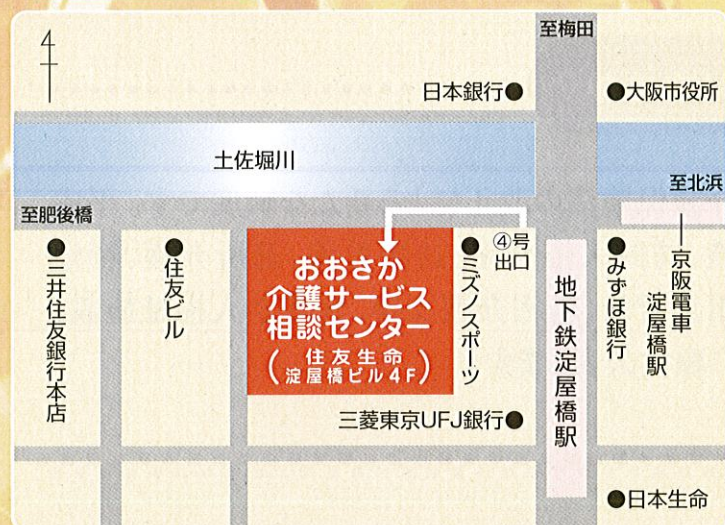 至梅田
日本銀行
大阪市役所
土佐堀川
至北浜
至肥後橋
④号
出口
三井住友銀行本店
住友ビル
おおさか
介護サービス
相談センター
(住友生命
淀屋橋ビル4F)
ミズノスポーツ
地下鉄淀屋橋駅
みずほ銀行
京阪電車
淀屋橋駅
三菱東京UFJ銀行
日本生命